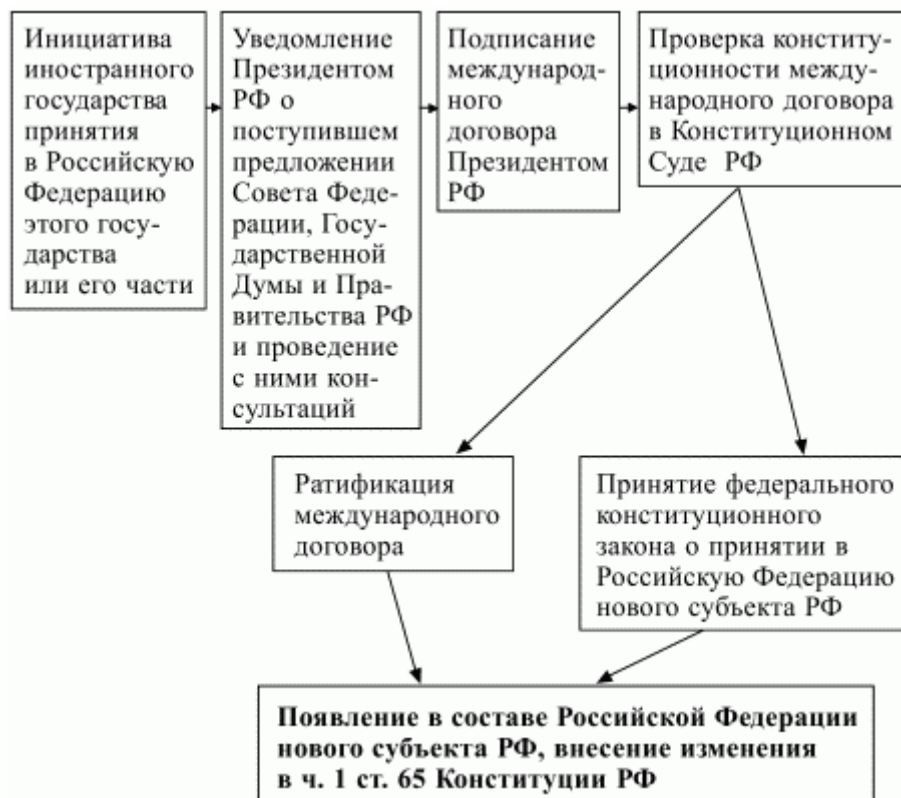 Инициатива
иностранного
государства
принятия
в Российскую
Федерацию
этого госу-
дарства
или его части
Уведомление
Президентом
РФ о
поступившем
предложении
Совета Феде-
рации, Госу-
дарственной
Думы и Пра-
вительства РФ
и проведение
с ними кон-
сультаций
Подписание
международ-
ного
договора
Президентом
РФ
Проверка конститу-
ционности между-
народного договора
в Конституционном
Суде РФ
Ратификация
международного
договора
Принятие федерального
конституционного
закона о принятии в
Российскую Федерацию
нового субъекта РФ
Появление в составе Российской Федерации
нового субъекта РФ, внесение изменения
в ч. 1 ст. 65 Конституции РФ